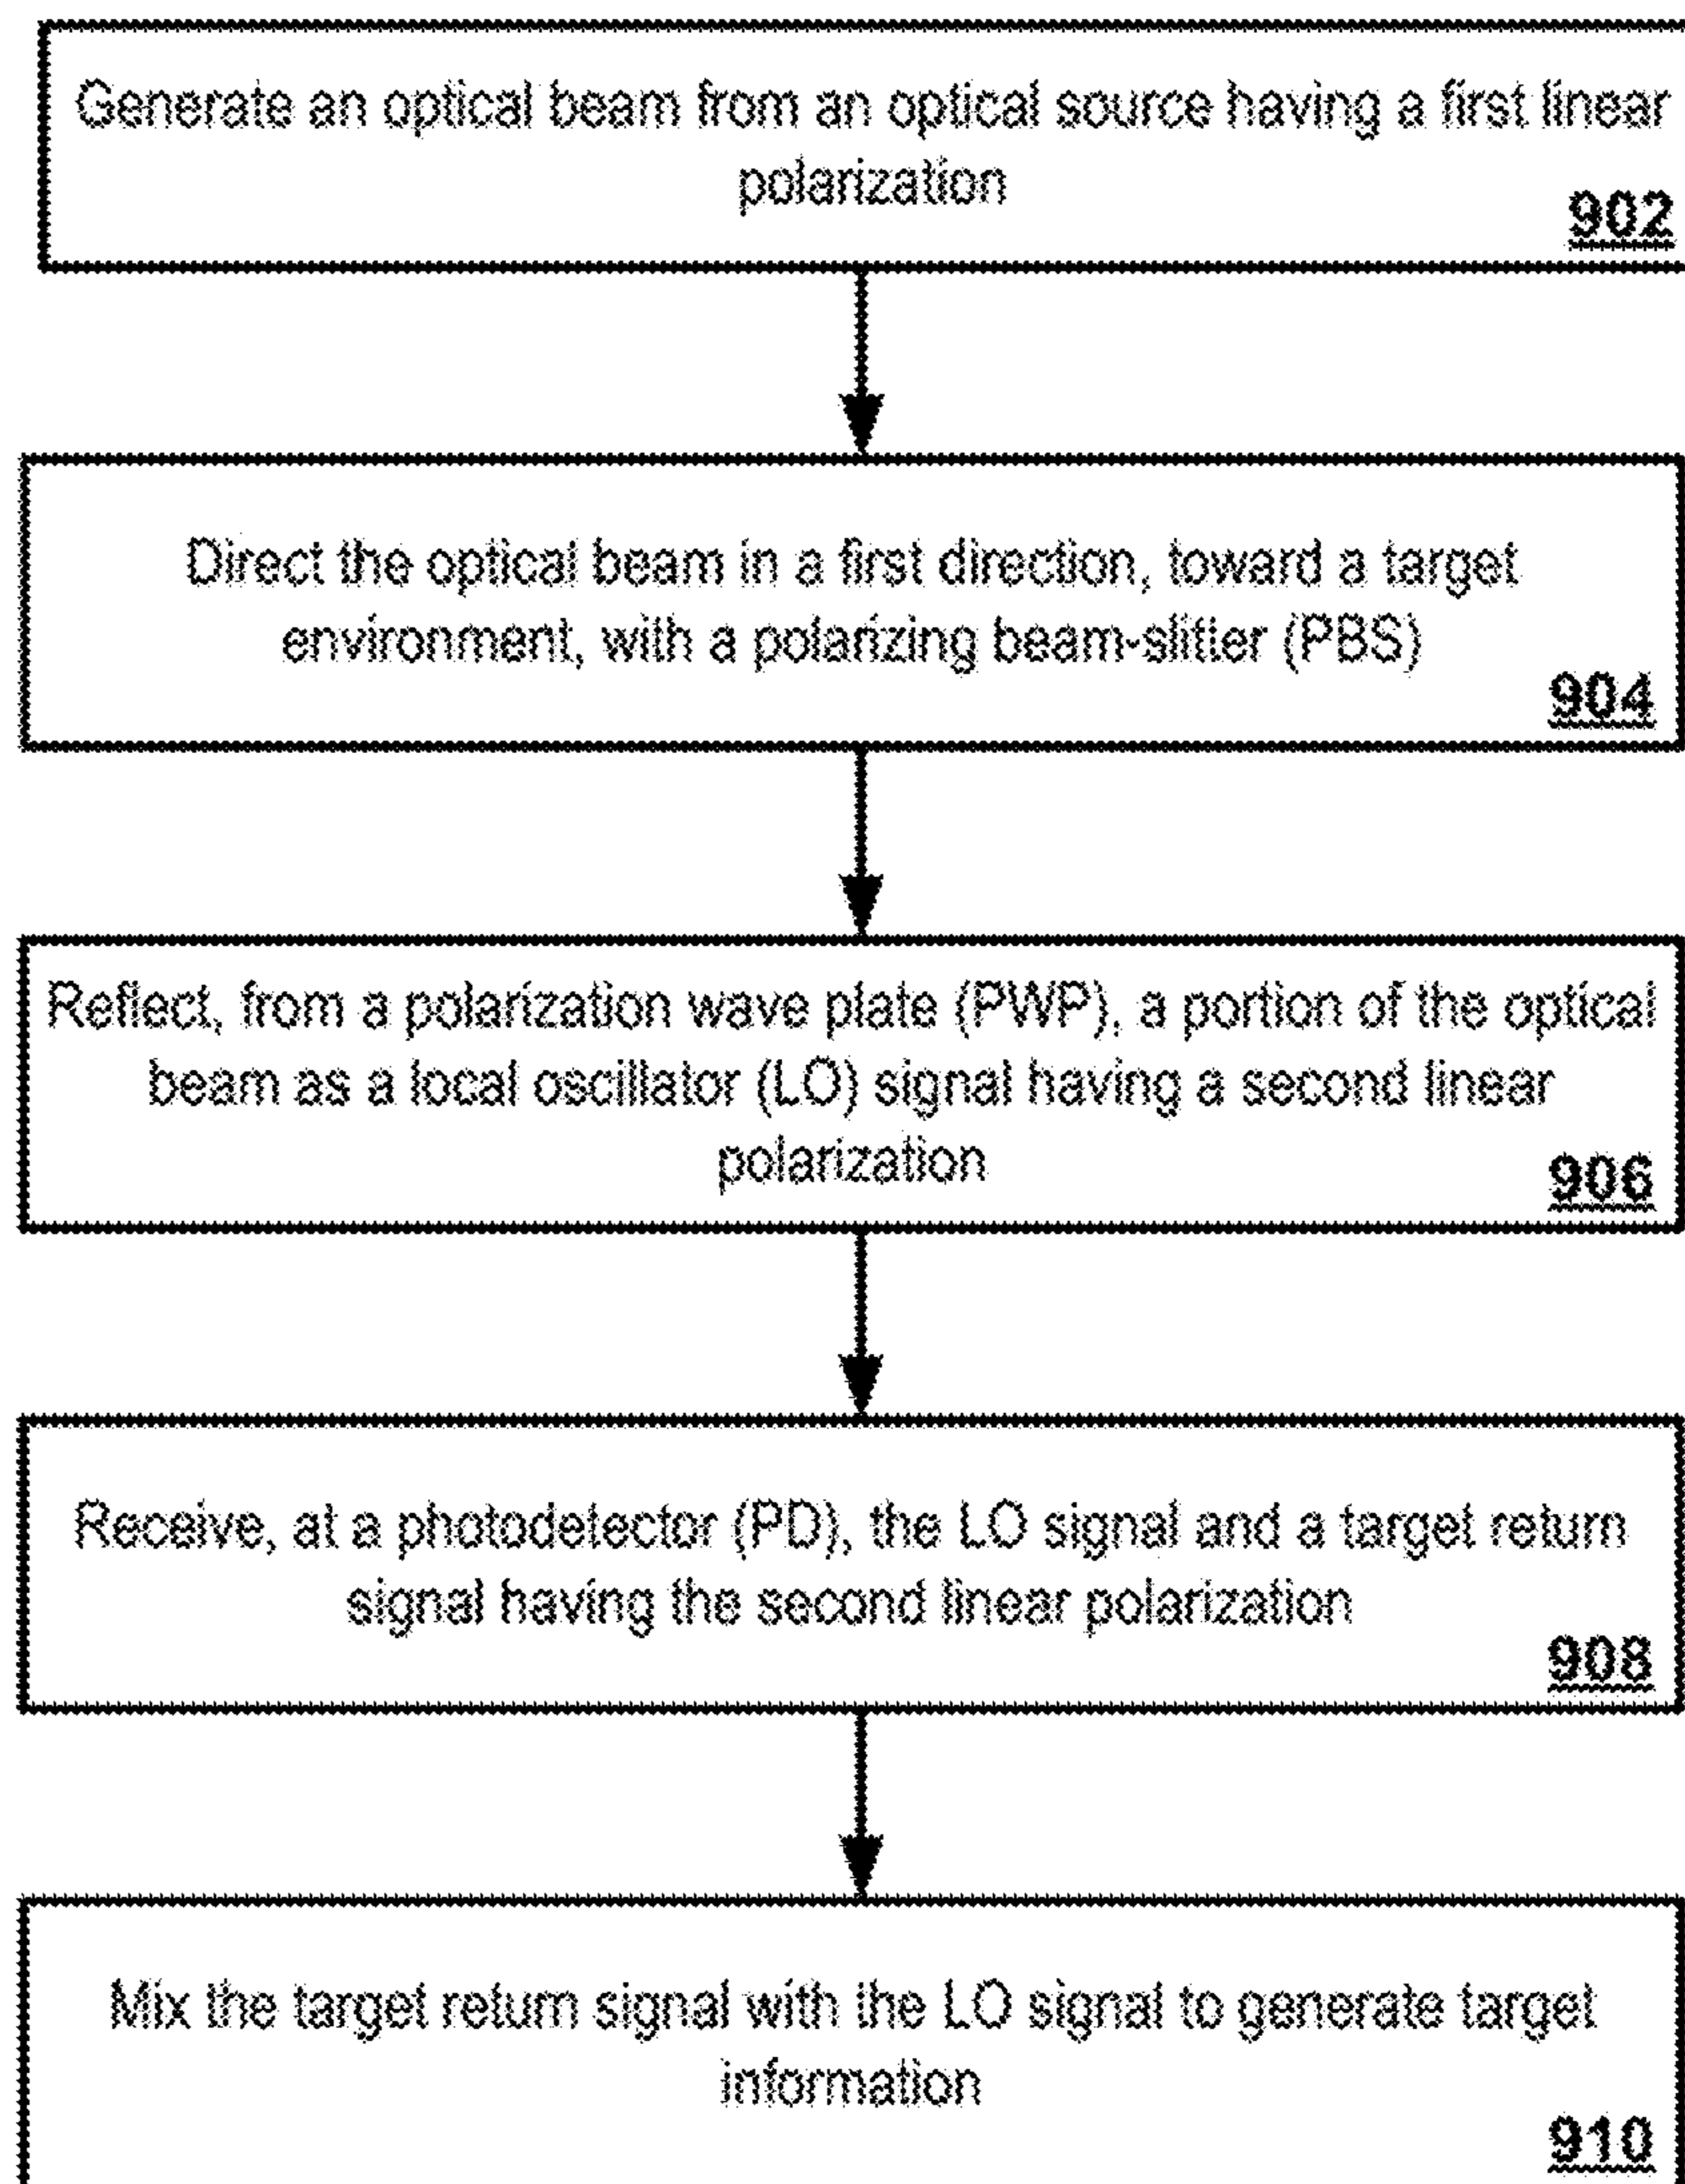 Generate an optical beam from an optical source having a first linear
polarization
902
Direct the optical beam in a first direction, toward a target
environment, with a polarizing beam-slitter (PBS)
904
Reflect, from a polarization wave plate (PWP), a portion of the optical
beam as a local oscillator (LO) signal having a second linear
polarization
906
Receive, at a photodetector (PD), the LO signal and a target return
signal having the second linear polarization
908
Mix the target return signal with the LO signal to generate target
information
910